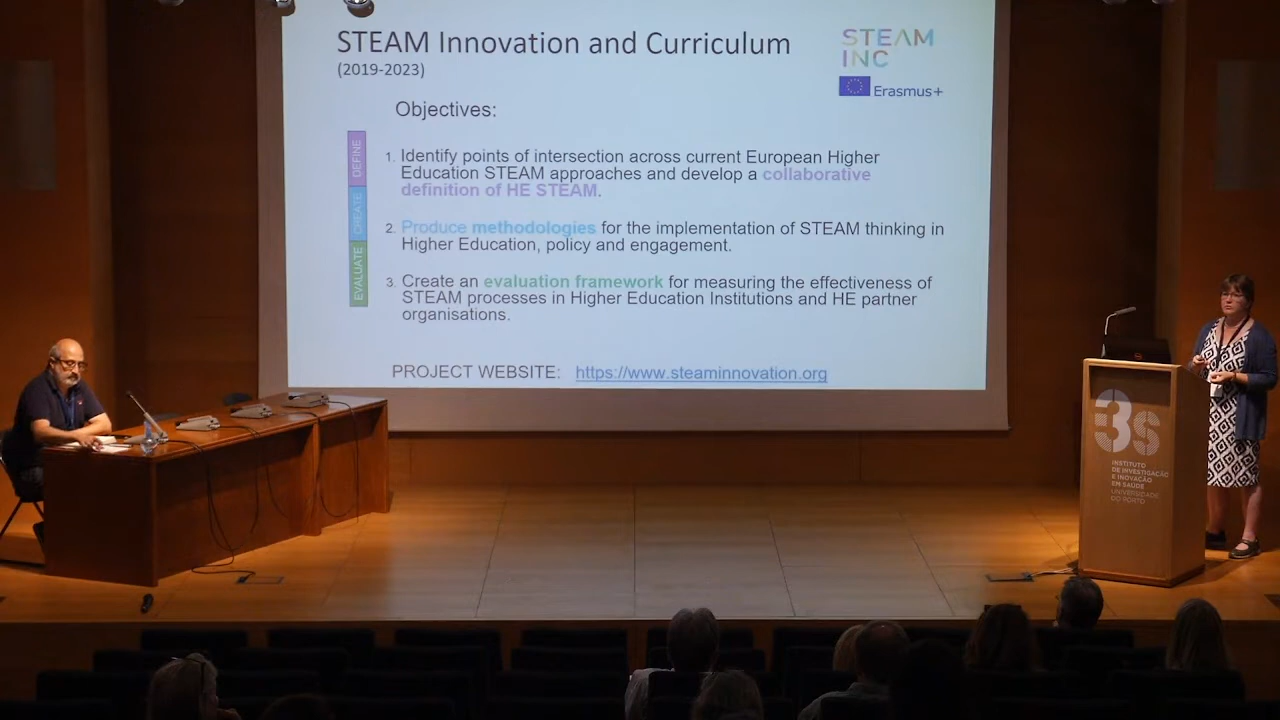 STEAM Innovation and Curriculum
(2019-2023)
STEAM
INC
Erasmus+
Objectives:
DEFINE
CREATE
EVALUATE
1. Identify points of intersection across current European Higher
Education STEAM approaches and develop a collaborative
definition of HE STEAM.
2. Produce methodologies for the implementation of STEAM thinking in
Higher Education, policy and engagement.
3. Create an evaluation framework for measuring the effectiveness of
STEAM processes in Higher Education Institutions and HE partner
organisations.
PROJECT WEBSITE: https://www.steaminnovation.org
i3S
INSTITUTO
DE INVESTIGAÇÃO
E INOVAÇÃO
EM SAÚDE
UNIVERSIDADE
DO PORTO